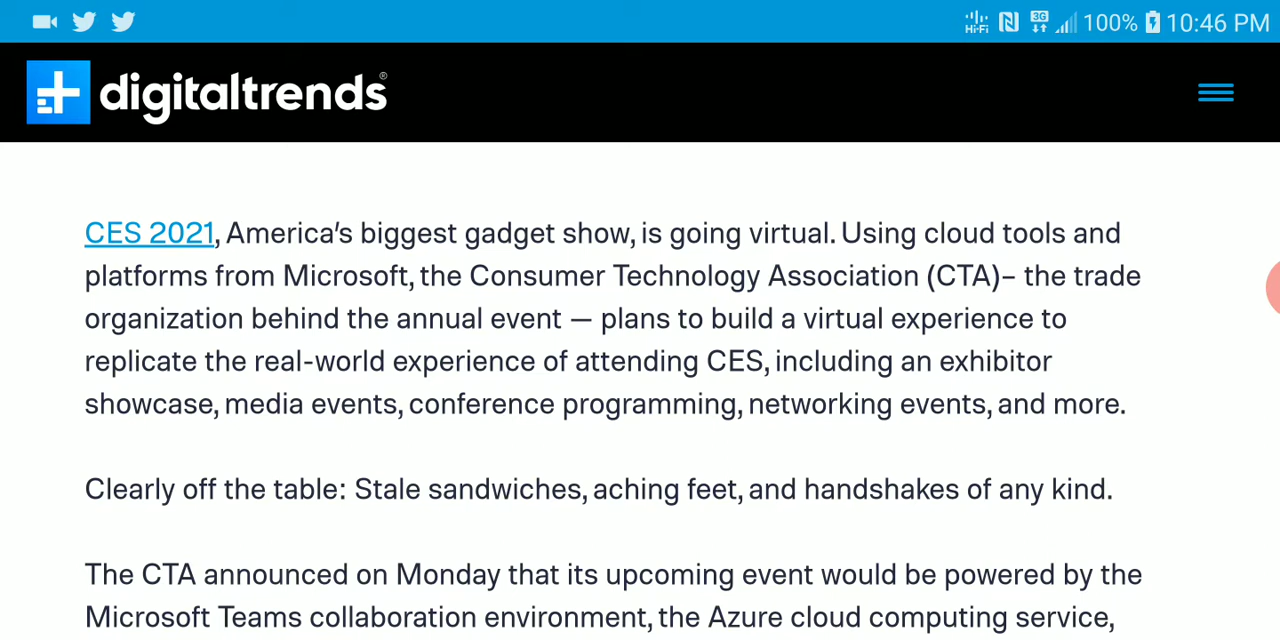 Hi-Fi 3G 100% 10:46 PM
digitaltrends®
CES 2021, America's biggest gadget show, is going virtual. Using cloud tools and
platforms from Microsoft, the Consumer Technology Association (CTA)– the trade
organization behind the annual event — plans to build a virtual experience to
replicate the real-world experience of attending CES, including an exhibitor
showcase, media events, conference programming, networking events, and more.
Clearly off the table: Stale sandwiches, aching feet, and handshakes of any kind.
The CTA announced on Monday that its upcoming event would be powered by the
Microsoft Teams collaboration environment, the Azure cloud computing service,